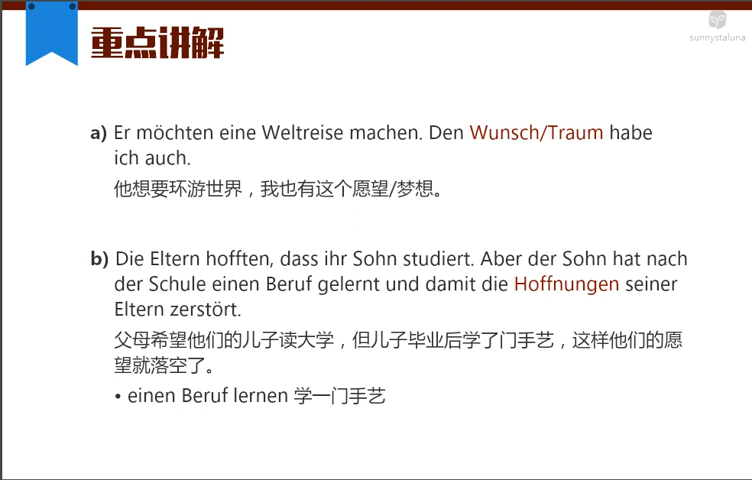 sunnystaluna
重点讲解
a) Er möchten eine Weltreise machen. Den Wunsch/Traum habe
ich auch.
他想要环游世界，我也有这个愿望/梦想。
b) Die Eltern hofften, dass ihr Sohn studiert. Aber der Sohn hat nach
der Schule einen Beruf gelernt und damit die Hoffnungen seiner
Eltern zerstört.
父母希望他们的儿子读大学，但儿子毕业后学了门手艺，这样他们的愿
望就落空了。
• einen Beruf lernen 学一门手艺